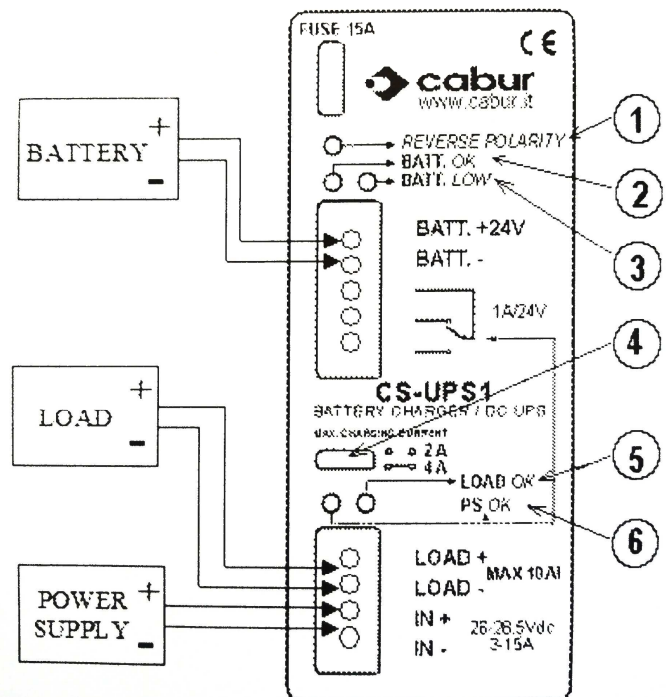 FUSE 15A
CE
cabur
www.cabur.it
REVERSE POLARITY
BATT. OK
BATT. LOW
1
2
3
BATTERY
+
-
BATT. +24V
BATT. -
1A/24V
4
CS-UPS1
BATTERY CHARGER / DC UPS
MAX. CHARGING CURRENT
2A
4A
LOAD
+
-
LOAD OK
PS OK
5
6
LOAD +
LOAD -
MAX 10A
IN +
IN -
26-26.5Vdc
3-15A
POWER
SUPPLY
+
-